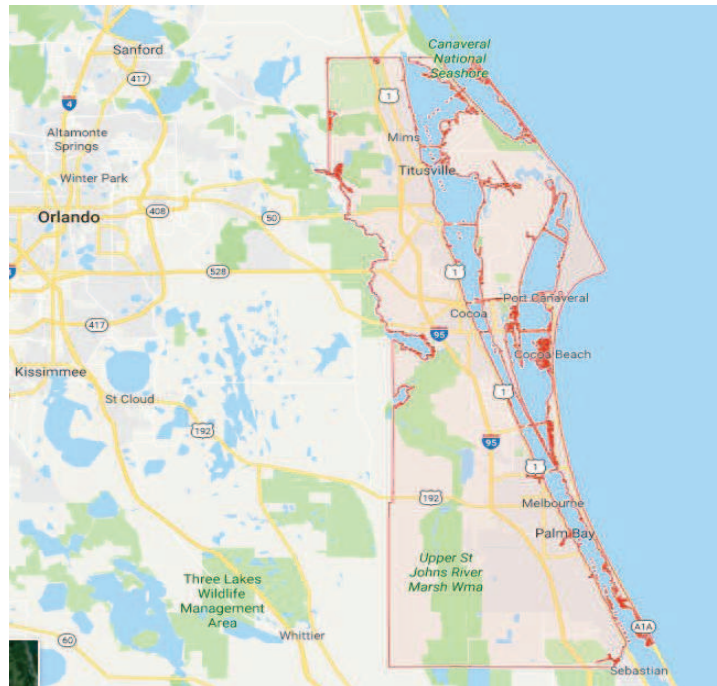 Sanford
417
4
Altamonte
Springs
Winter Park
Orlando
408
50
528
417
Kissimmee
St Cloud
192
Canaveral
National
Seashore
1
Mims
Titusville
1
Port Canaveral
Cocoa
95
Cocoa Beach
1
95
1
192
Melbourne
Palm Bay
Upper St
Johns River
Marsh Wma
Three Lakes
Wildlife
Management
Area
60
Whittier
A1A
Sebastian